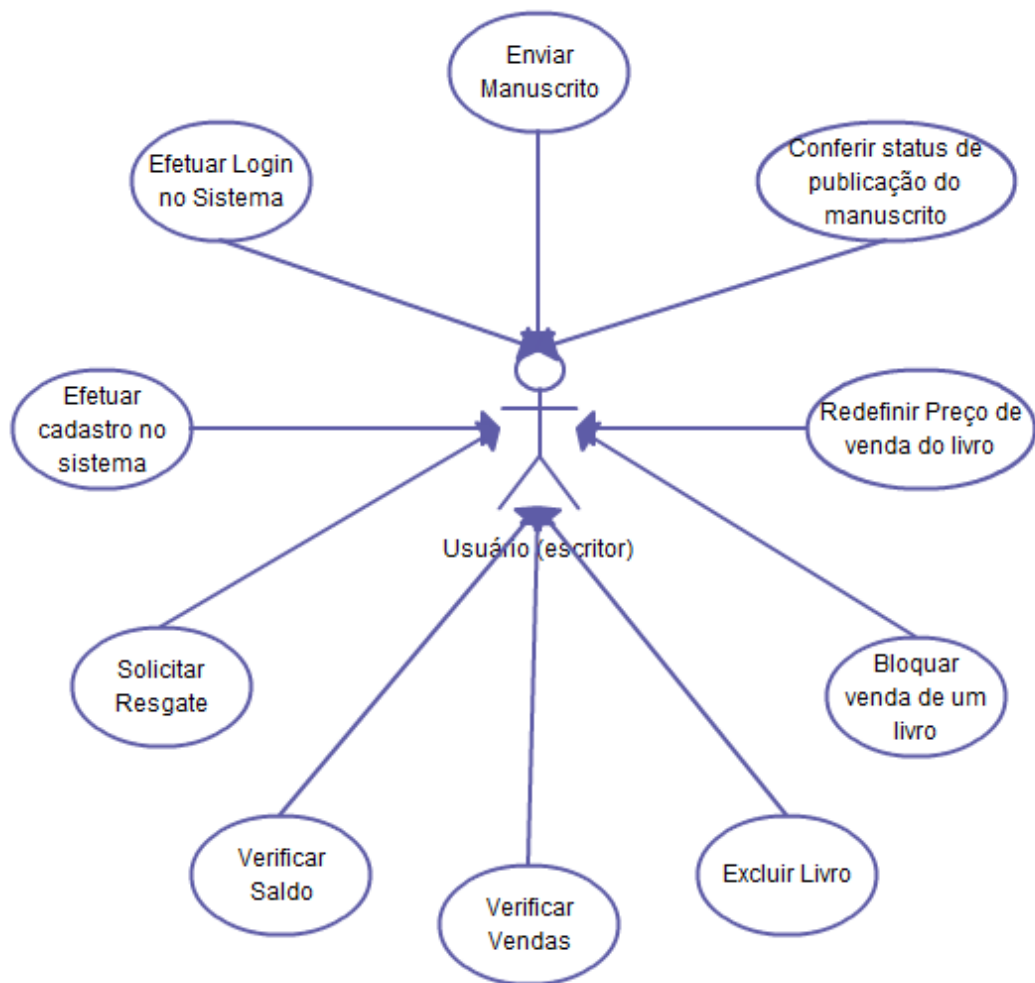 Enviar
Manuscrito
Efetuar Login
no Sistema
Conferir status de
publicação do
manuscrito
Efetuar
cadastro no
sistema
Redefinir Preço de
venda do livro
Usuário (escritor)
Solicitar
Resgate
Bloquar
venda de um
livro
Verificar
Saldo
Verificar
Vendas
Excluir Livro